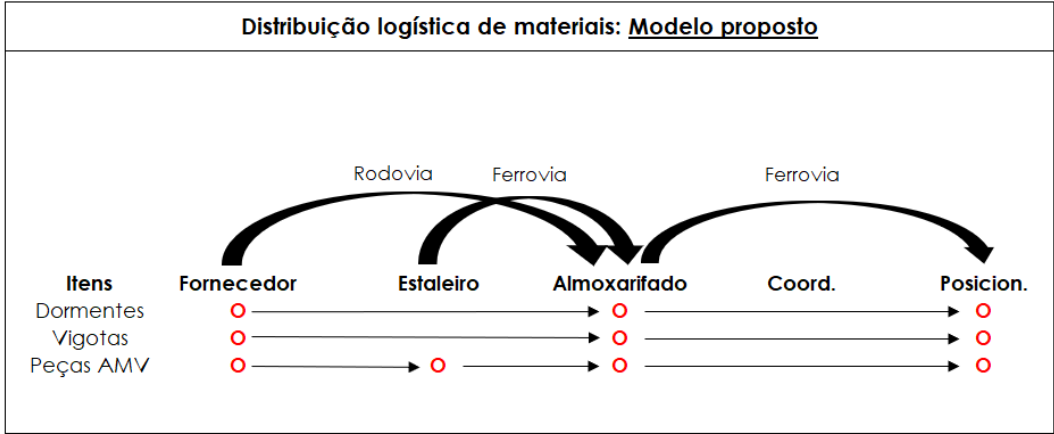 Distribuição logística de materiais: Modelo proposto
Rodovia Ferrovia Ferrovia
Itens Fornecedor Estaleiro Almoxarifado Coord. Posicion.
Dormentes O O O
Vigotas O O O
Peças AMV O O O O